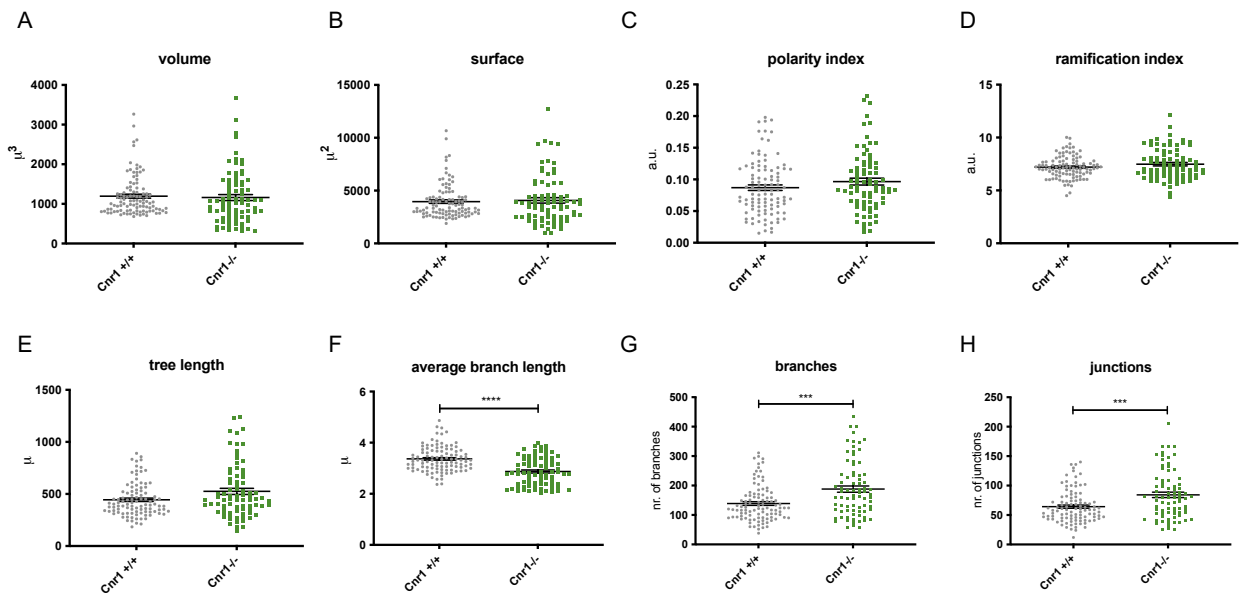 A
B
C
D
volume
surface
polarity index
ramification index
4000
3000
2000
1000
0
μ³
Cnr1 +/+
Cnr1-/-
15000
10000
5000
0
μ²
Cnr1 +/+
Cnr1-/-
0.25
0.20
0.15
0.10
0.05
0.00
a.u.
Cnr1 +/+
Cnr1-/-
15
10
5
0
a.u.
Cnr1 +/+
Cnr1-/-
E
F
G
H
tree length
average branch length
branches
junctions
1500
1000
500
0
μ
Cnr1 +/+
Cnr1-/-
6
4
2
0
μ
****
Cnr1 +/+
Cnr1-/-
500
400
300
200
100
0
nr. of branches
***
Cnr1 +/+
Cnr1-/-
250
200
150
100
50
0
nr. of junctions
***
Cnr1 +/+
Cnr1-/-